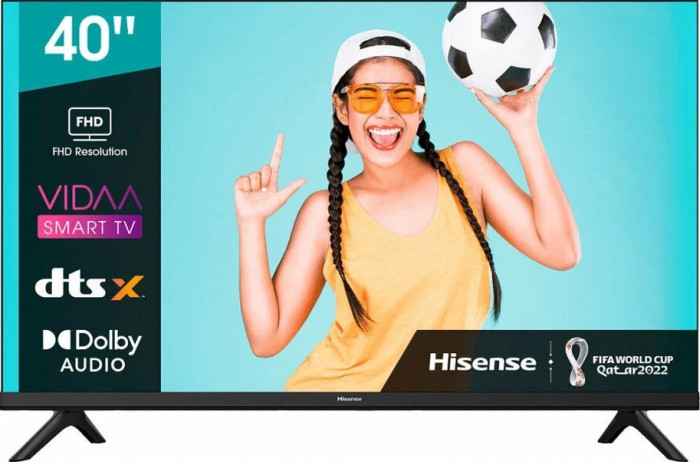 40"
FHD
FHD Resolution
VIDAA
SMART TV
dts X
Dolby
AUDIO
Hisense
FIFA WORLD CUP
Qatar2022
Hisense